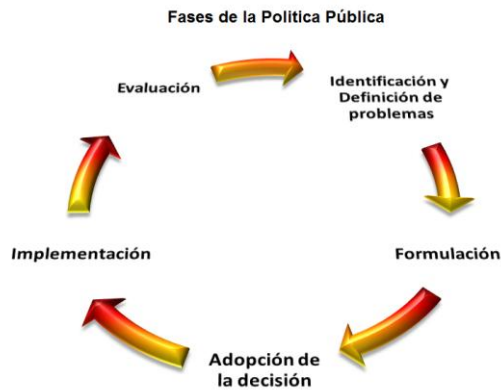 Fases de la Politica Pública
Evaluación
Identificación y
Definición de
problemas
Formulación
Adopción de
la decisión
Implementación